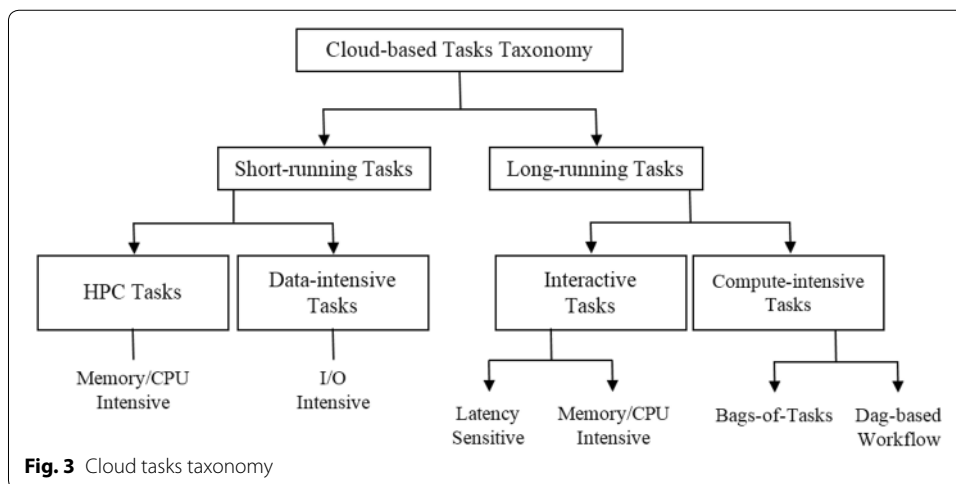 Cloud-based Tasks Taxonomy
Short-running Tasks
Long-running Tasks
HPC Tasks
Data-intensive
Tasks
Interactive
Tasks
Compute-intensive
Tasks
Memory/CPU
Intensive
I/O
Intensive
Latency
Sensitive
Memory/CPU
Intensive
Bags-of-Tasks
Dag-based
Workflow
Fig. 3 Cloud tasks taxonomy